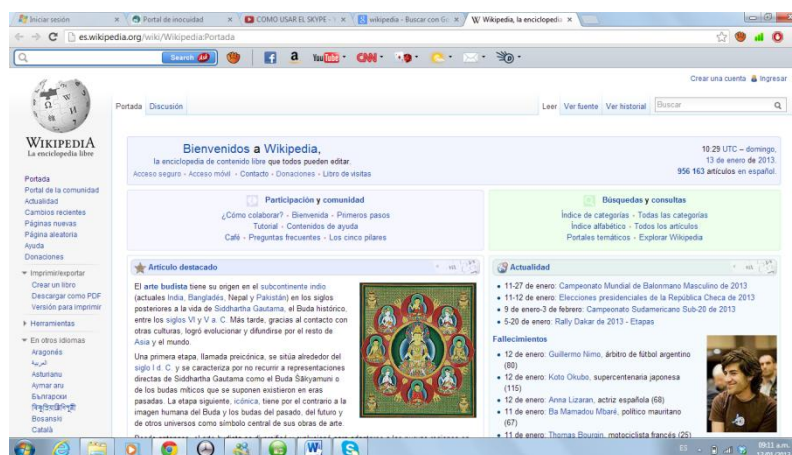 Iniciar sesión
Portal de inocuidad
COMO USAR EL SKYPE -
wikipedia - Buscar con Go
Wikipedia, la enciclopedi
es.wikipedia.org/wiki/Wikipedia:Portada
Search
YouTube
CNN
Crear una cuenta Ingresar
Portada Discusión
Leer Ver fuente Ver historial Buscar
WIKIPEDIA
La enciclopedia libre
Portada
Portal de la comunidad
Actualidad
Cambios recientes
Páginas nuevas
Página aleatoria
Ayuda
Donaciones
Imprimir/exportar
Crear un libro
Descargar como PDF
Versión para imprimir
Herramientas
En otros idiomas
Aragonés
العربية
Asturianu
Aymar aru
Български
Bosanski
Català
Bienvenidos a Wikipedia,
la enciclopedia de contenido libre que todos pueden editar.
Acceso seguro - Acceso móvil - Contacto - Donaciones - Libro de visitas
10:29 UTC – domingo,
13 de enero de 2013.
956 163 artículos en español.
Participación y comunidad
¿Cómo colaborar? - Bienvenida - Primeros pasos
Tutorial - Contenidos de ayuda
Café - Preguntas frecuentes - Los cinco pilares
Búsquedas y consultas
Índice de categorías - Todas las categorías
Índice alfabético - Todos los artículos
Portales temáticos - Explorar Wikipedia
Artículo destacado
El arte budista tiene su origen en el subcontinente indio
(actuales India, Bangladés, Nepal y Pakistán) en los siglos
posteriores a la vida de Siddhartha Gautama, el Buda histórico,
entre los siglos VI y V a. C. Más tarde, gracias al contacto con
otras culturas, logró evolucionar y difundirse por el resto de
Asia y el mundo.
Una primera etapa, llamada preicónica, se sitúa alrededor del
siglo I d. C. y se caracteriza por no recurrir a representaciones
directas de Siddhartha Gautama como el Buda Śākyamuni o
de los budas míticos que se suponen existieron en eras
pasadas. La etapa siguiente, icónica, tiene por el contrario a la
imagen humana del Buda y los budas del pasado, del futuro y
de otros universos como símbolo central de sus obras de arte.
Actualidad
11-27 de enero: Campeonato Mundial de Balonmano Masculino de 2013
11-12 de enero: Elecciones presidenciales de la República Checa de 2013
9 de enero-3 de febrero: Campeonato Sudamericano Sub-20 de 2013
5-20 de enero: Rally Dakar de 2013 - Etapas
Fallecimientos
12 de enero: Guillermo Nimo, árbitro de fútbol argentino
(80)
12 de enero: Koto Okubo, supercentenaria japonesa
(115)
12 de enero: Anna Lizaran, actriz española (68)
11 de enero: Ba Mamadou Mbaré, político mauritano
(67)
11 de enero: Thomas Bourgin, motociclista francés (25)
ES
09:11 a.m.